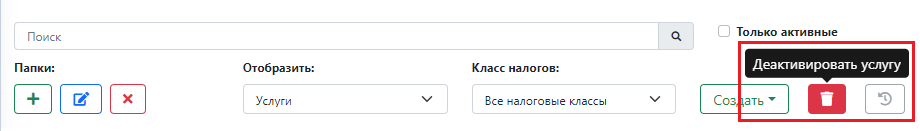 Поиск
Только активные
Деактивировать услугу
Папки:
Отобразить:
Класс налогов:
Услуги
Все налоговые классы
Создать